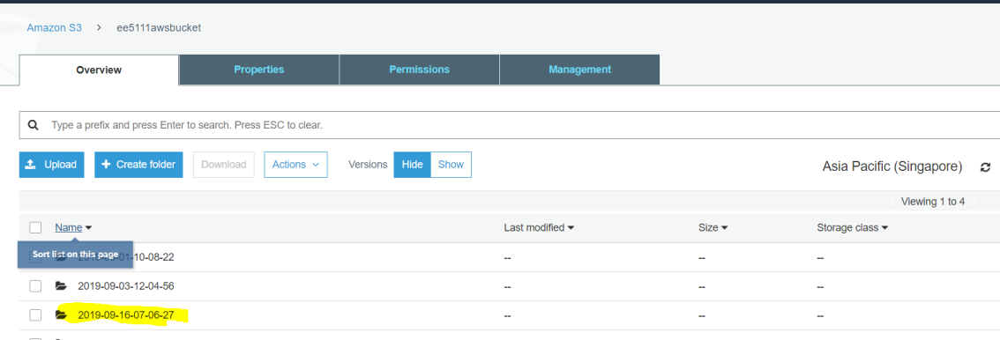 Amazon S3 > ee5111awsbucket
Overview Properties Permissions Management
Type a prefix and press Enter to search. Press ESC to clear.
Upload + Create folder Download Actions Versions Hide Show Asia Pacific (Singapore)
Viewing 1 to 4
Name Last modified Size Storage class
Sort list on this page
01-10-08-22 -- -- --
2019-09-03-12-04-56 -- -- --
2019-09-16-07-06-27 -- -- --